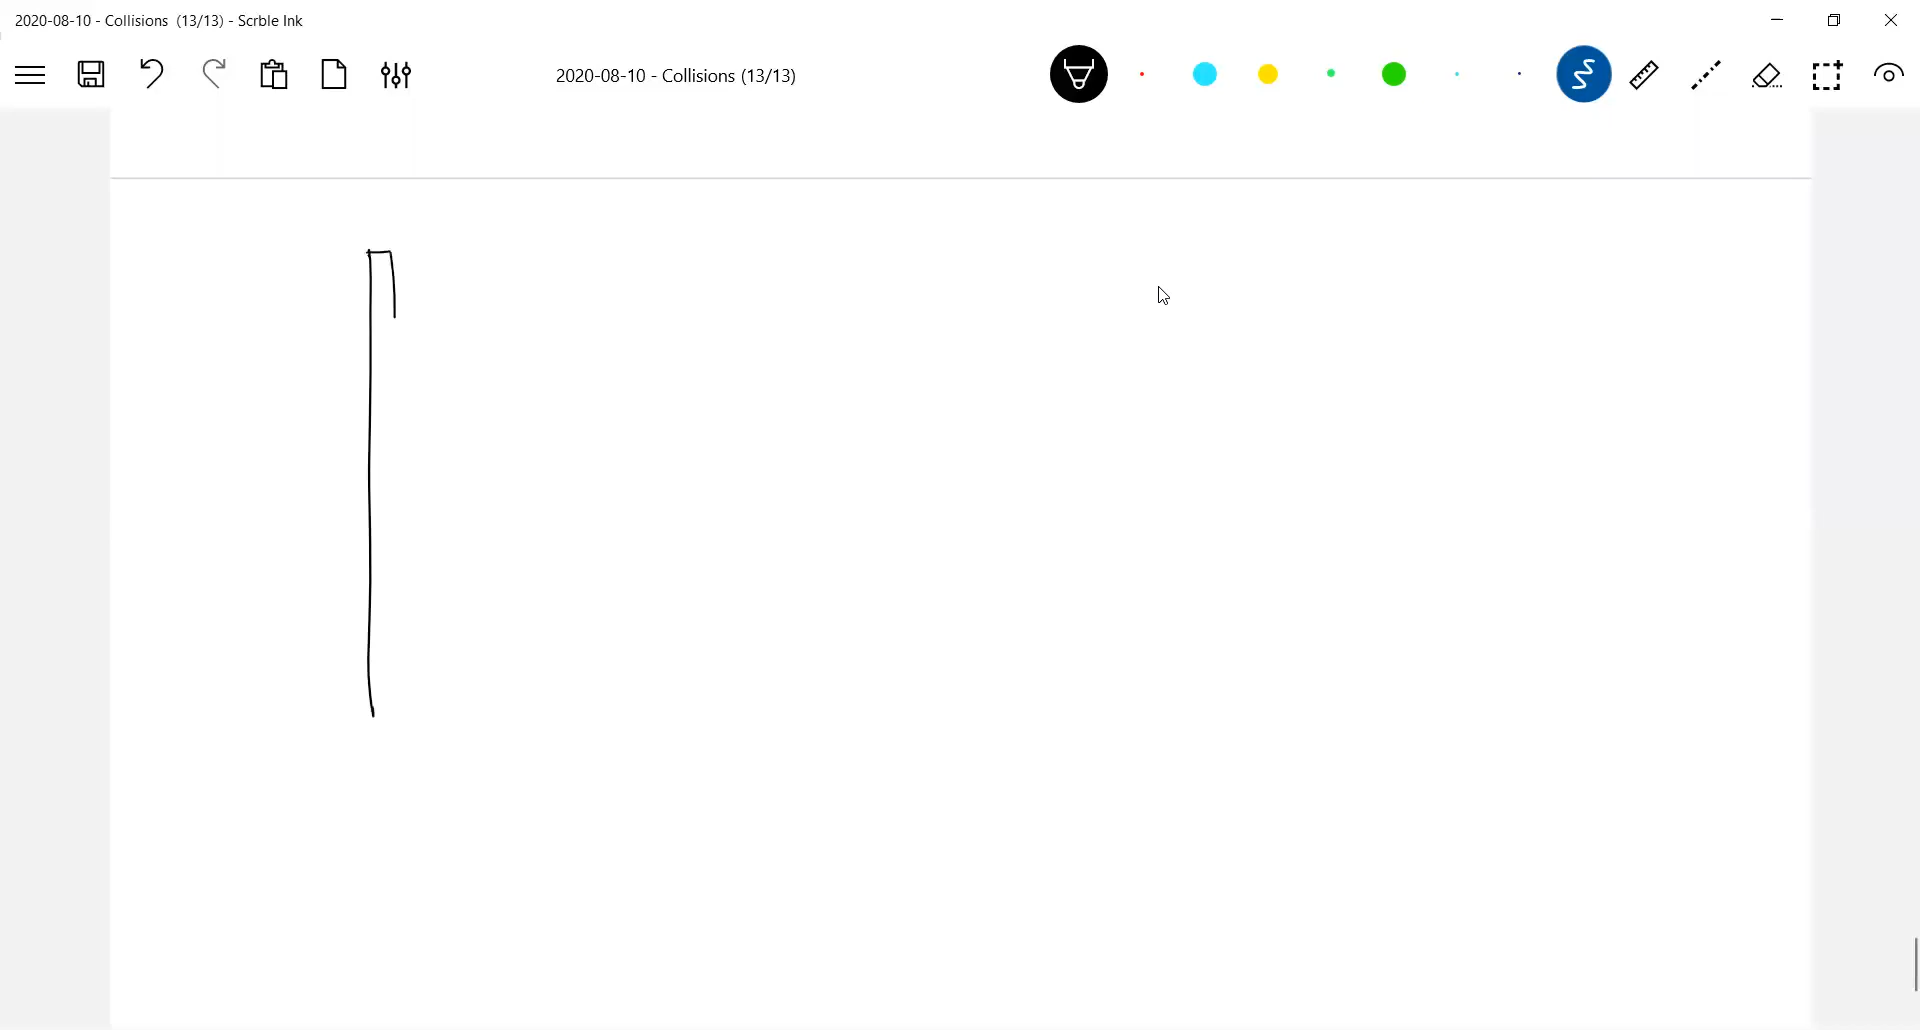 2020-08-10 - Collisions (13/13) - Scrble Ink
2020-08-10 - Collisions (13/13)